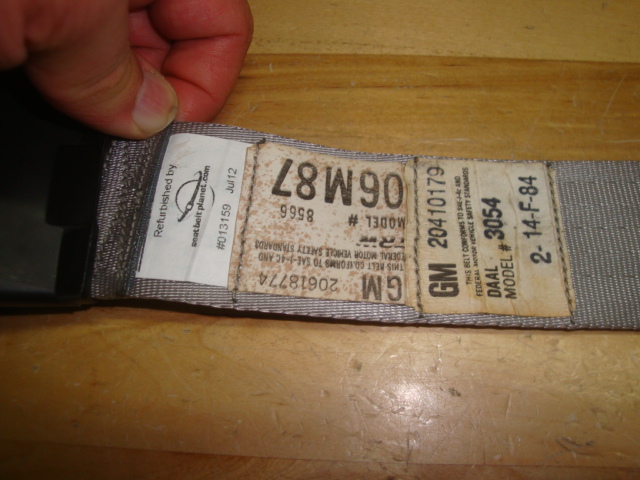 Refurbished by
seatbeltplanet.com
#013159 Jul12
06M87
MODEL # 8566
THIS BELT CONFORMS TO SAE-J-4C AND
FEDERAL MOTOR VEHICLE SAFETY STANDARDS
GM 20618774
GM 20410179
THIS BELT CONFORMS TO SAE-J-4c AND
FEDERAL MOTOR VEHICLE SAFETY STANDARDS
DAAL
MODEL # 3054
2- 14-F-84